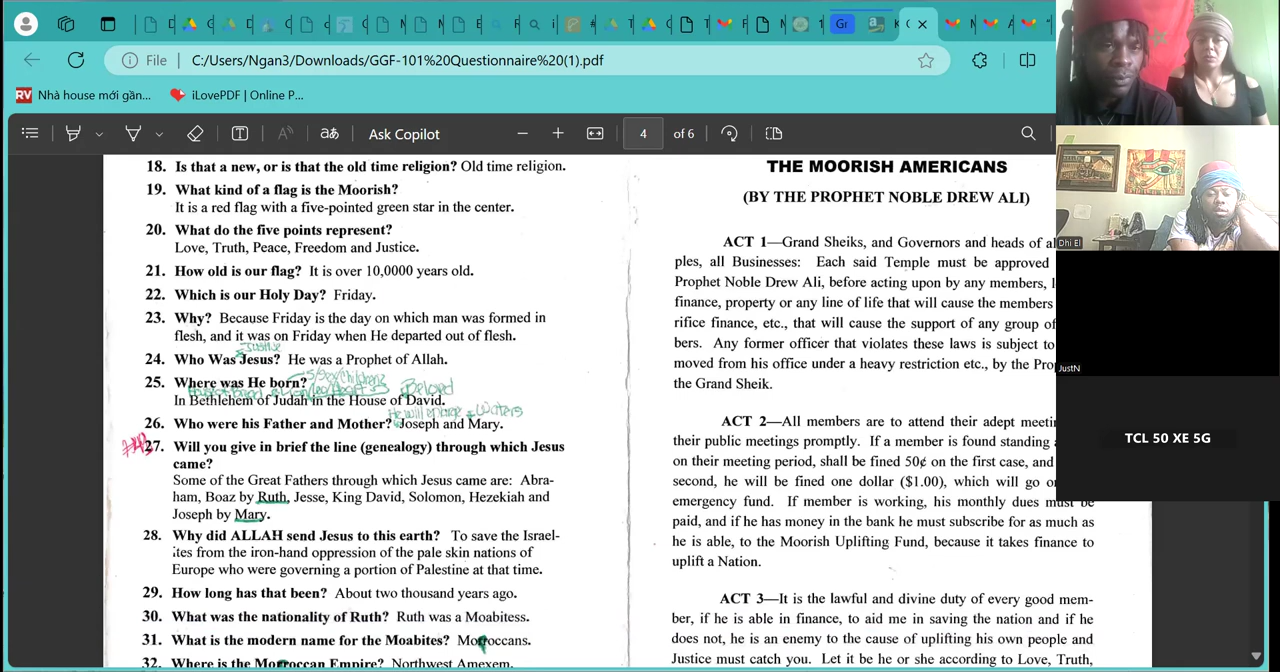 File
C:/Users/Ngan3/Downloads/GGF-101%20Questionnaire%20(1).pdf
Nhà house mới gần...
iLovePDF | Online P...
Ask Copilot
4 of 6
18. Is that a new, or is that the old time religion? Old time religion.
19. What kind of a flag is the Moorish?
It is a red flag with a five-pointed green star in the center.
20. What do the five points represent?
Love, Truth, Peace, Freedom and Justice.
21. How old is our flag? It is over 10,0000 years old.
22. Which is our Holy Day? Friday.
23. Why? Because Friday is the day on which man was formed in
flesh, and it was on Friday when He departed out of flesh.
Justice
24. Who Was Jesus? He was a Prophet of Allah.
25. Where was He born?
Beloved
In Bethlehem of Judah in the House of David.
He will enlarge Waters
26. Who were his Father and Mother? Joseph and Mary.
#43
27. Will you give in brief the line (genealogy) through which Jesus
came?
Some of the Great Fathers through which Jesus came are: Abra-
ham, Boaz by Ruth, Jesse, King David, Solomon, Hezekiah and
Joseph by Mary.
28. Why did ALLAH send Jesus to this earth? To save the Israel-
ites from the iron-hand oppression of the pale skin nations of
Europe who were governing a portion of Palestine at that time.
29. How long has that been? About two thousand years ago.
30. What was the nationality of Ruth? Ruth was a Moabitess.
31. What is the modern name for the Moabites? Moroccans.
32. Where is the Moroccan Empire? Northwest Amexem.
THE MOORISH AMERICANS
(BY THE PROPHET NOBLE DREW ALI)
ACT 1—Grand Sheiks, and Governors and heads of al
ples, all Businesses: Each said Temple must be approved
Prophet Noble Drew Ali, before acting upon by any members, l
finance, property or any line of life that will cause the members
rifice finance, etc., that will cause the support of any group of
bers. Any former officer that violates these laws is subject to
moved from his office under a heavy restriction etc., by the Pro
the Grand Sheik.
ACT 2—All members are to attend their adept meeti
their public meetings promptly. If a member is found standing
on their meeting period, shall be fined 50¢ on the first case, and
second, he will be fined one dollar ($1.00), which will go o
emergency fund. If member is working, his monthly dues must be
paid, and if he has money in the bank he must subscribe for as much as
he is able, to the Moorish Uplifting Fund, because it takes finance to
uplift a Nation.
ACT 3—It is the lawful and divine duty of every good mem-
ber, if he is able in finance, to aid me in saving the nation and if he
does not, he is an enemy to the cause of uplifting his own people and
Justice must catch you. Let it be he or she according to Love, Truth,
Dhi El
JustN
TCL 50 XE 5G